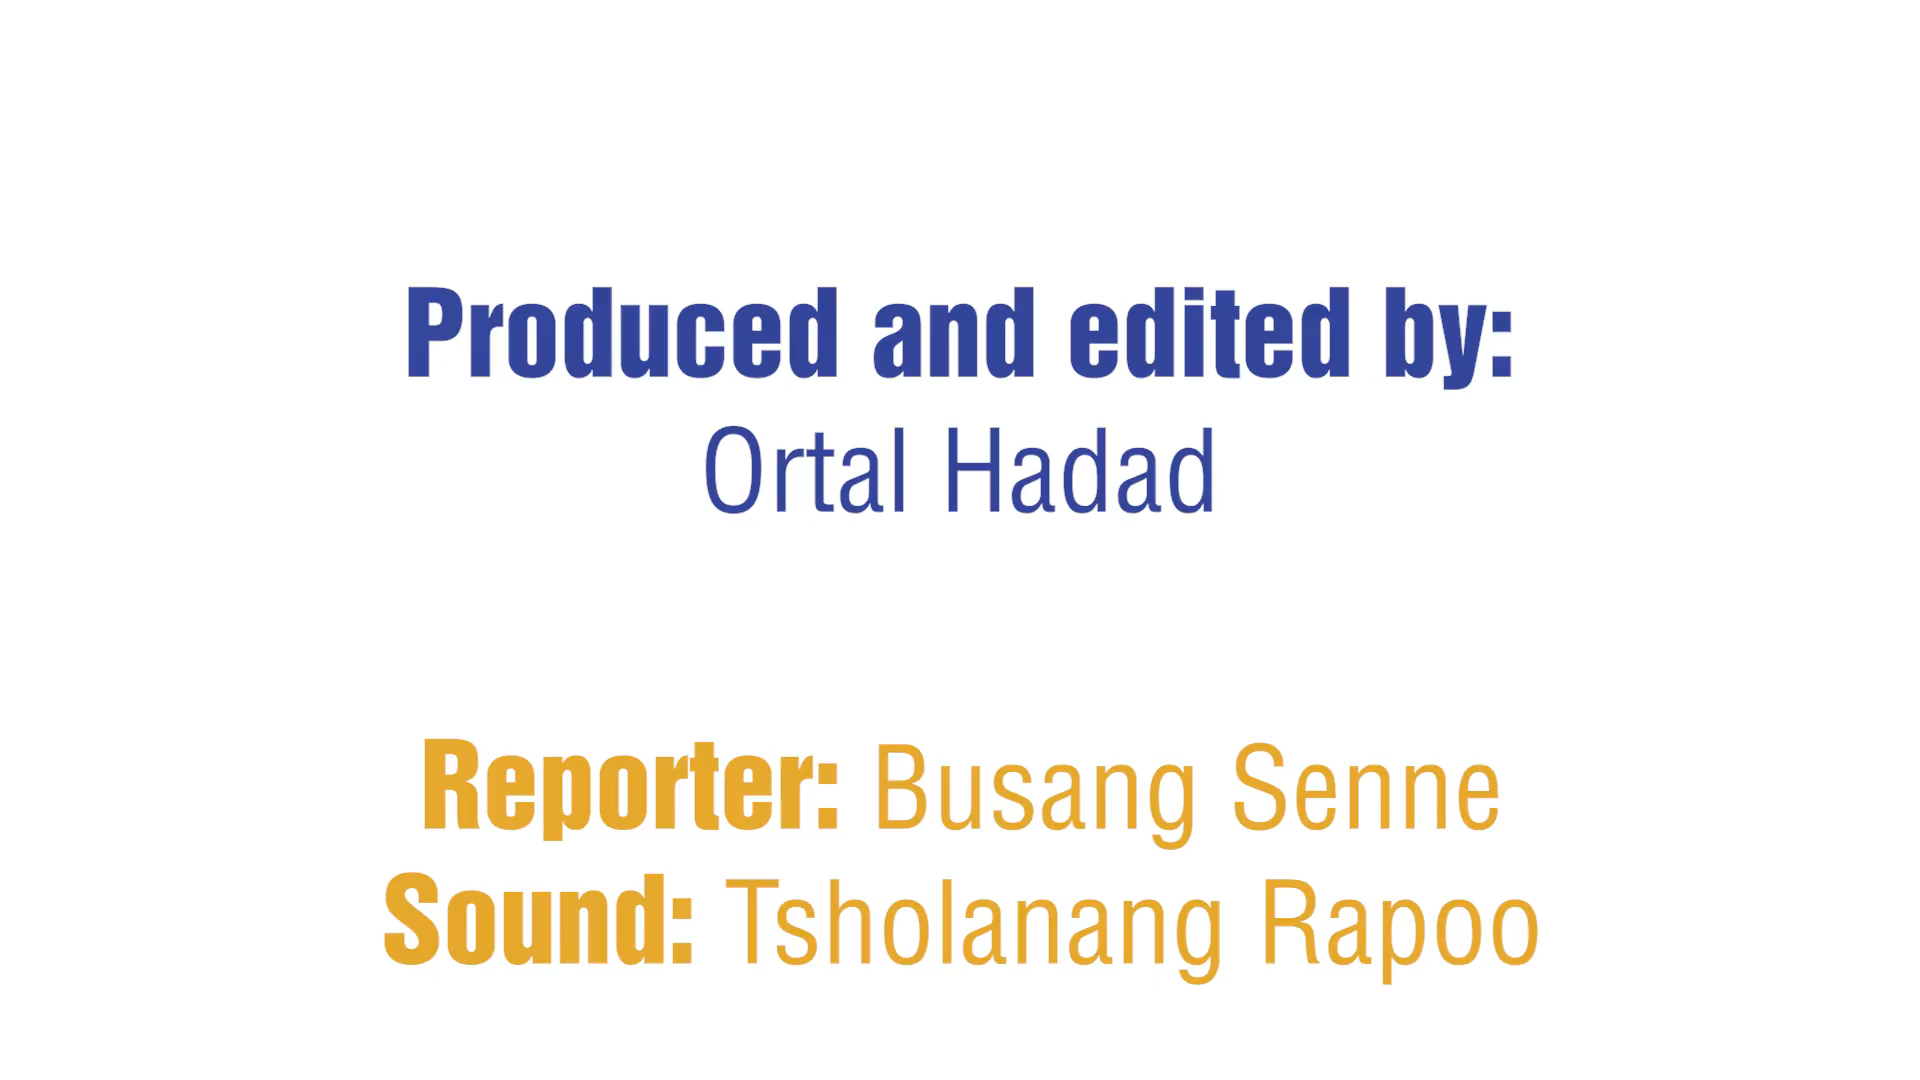 Produced and edited by:
Ortal Hadad
Reporter: Busang Senne
Sound: Tsholanang Rapoo